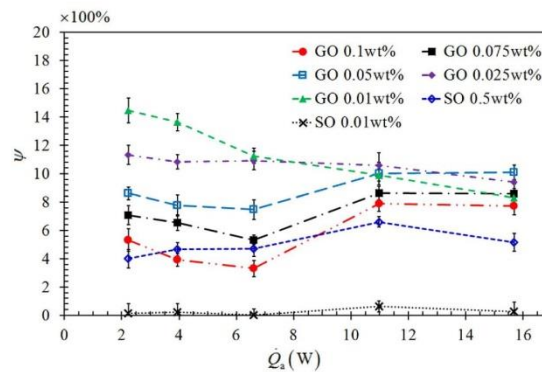 ×100%
20
18
16
14
12
10
8
6
4
2
0
ψ
GO 0.1wt% GO 0.075wt%
GO 0.05wt% GO 0.025wt%
GO 0.01wt% SO 0.5wt%
SO 0.01wt%
0 2 4 6 8 10 12 14 16
Q̇a (W)